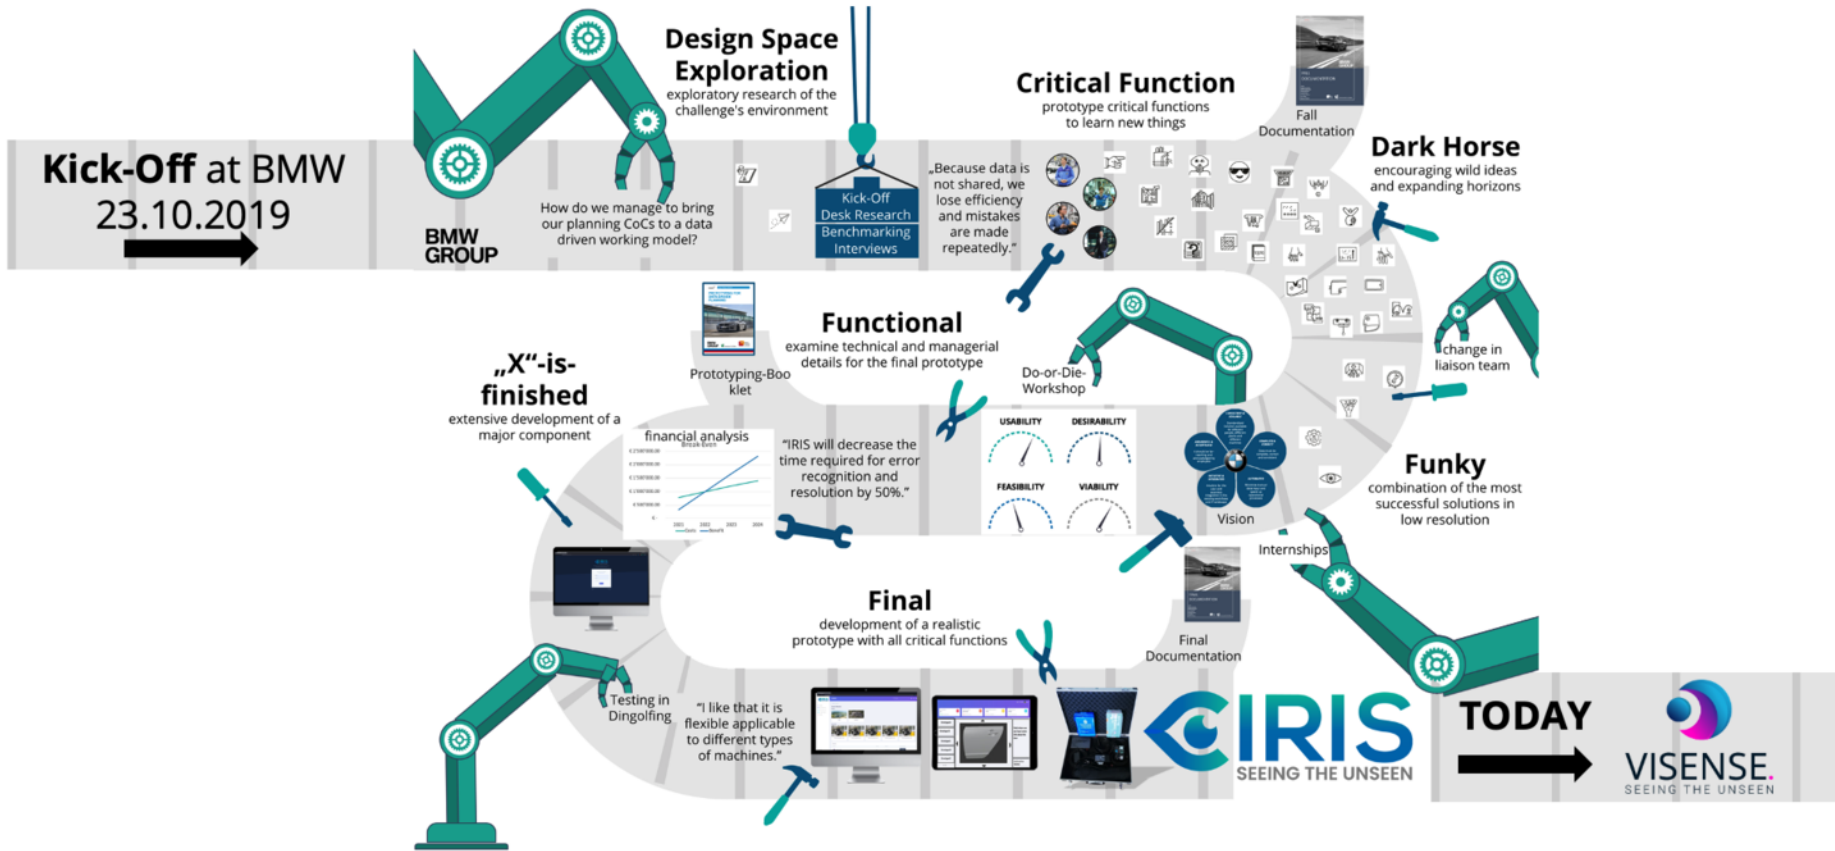 Kick-Off at BMW
23.10.2019
BMW
GROUP
Design Space
Exploration
exploratory research of the
challenge's environment
How do we manage to bring
our planning CoCs to a data
driven working model?
Kick-Off
Desk Research
Benchmarking
Interviews
„Because data is
not shared, we
lose efficiency
and mistakes
are made
repeatedly.“
Critical Function
prototype critical functions
to learn new things
Fall
Documentation
Dark Horse
encouraging wild ideas
and expanding horizons
change in
liaison team
Funky
combination of the most
successful solutions in
low resolution
Internships
Do-or-Die-
Workshop
Vision
Functional
examine technical and managerial
details for the final prototype
USABILITY
DESIRABILITY
FEASIBILITY
VIABILITY
"IRIS will decrease the
time required for error
recognition and
resolution by 50%.”
Prototyping-Boo
klet
financial analysis
Break-Even
2021 2022 2023 2024
Costs Benefit
„X“-is-
finished
extensive development of a
major component
Testing in
Dingolfing
Final
development of a realistic
prototype with all critical functions
"I like that it is
flexible applicable
to different types
of machines.“
Final
Documentation
IRIS
SEEING THE UNSEEN
TODAY
VISENSE.
SEEING THE UNSEEN